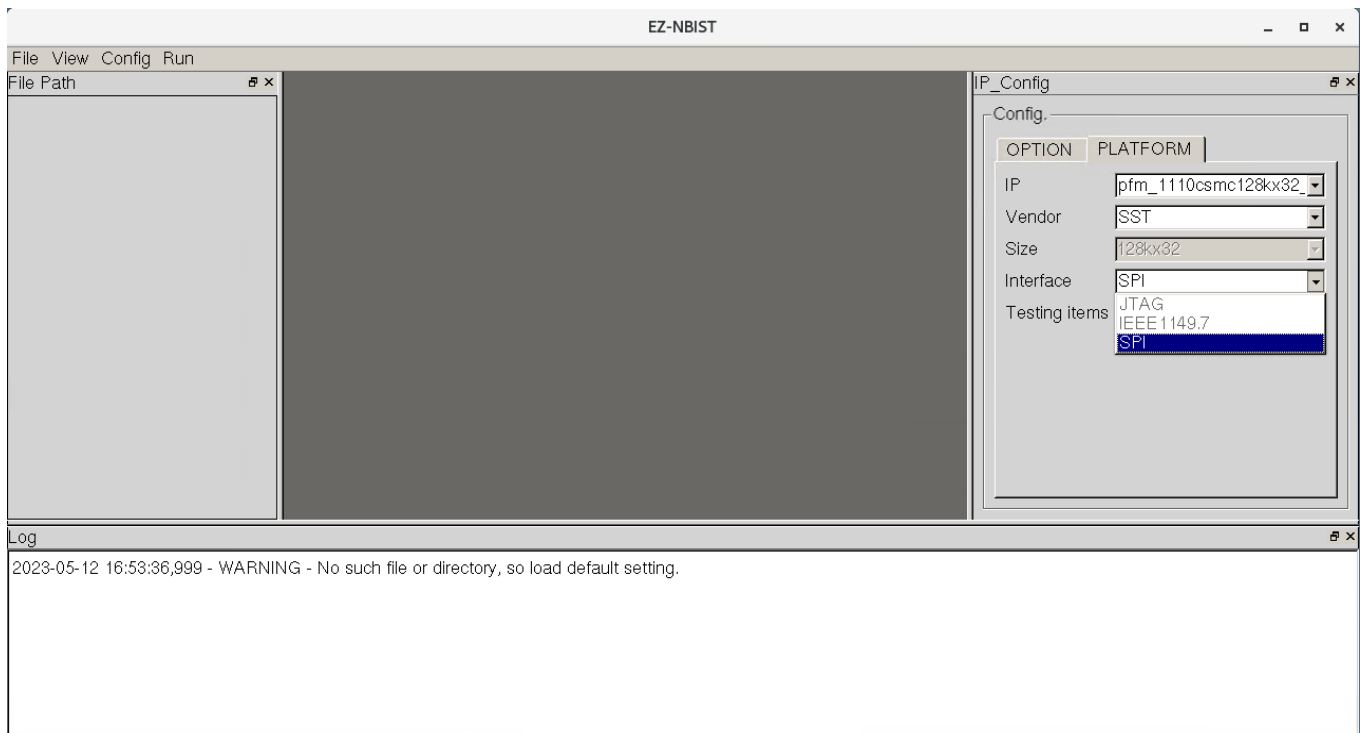 EZ-NBIST
File View Config Run
File Path
IP_Config
Config.
OPTION PLATFORM
IP pfm_1110csmc128kx32_
Vendor SST
Size 128kx32
Interface SPI
JTAG
Testing items
IEEE1149.7
SPI
Log
2023-05-12 16:53:36,999 - WARNING - No such file or directory, so load default setting.